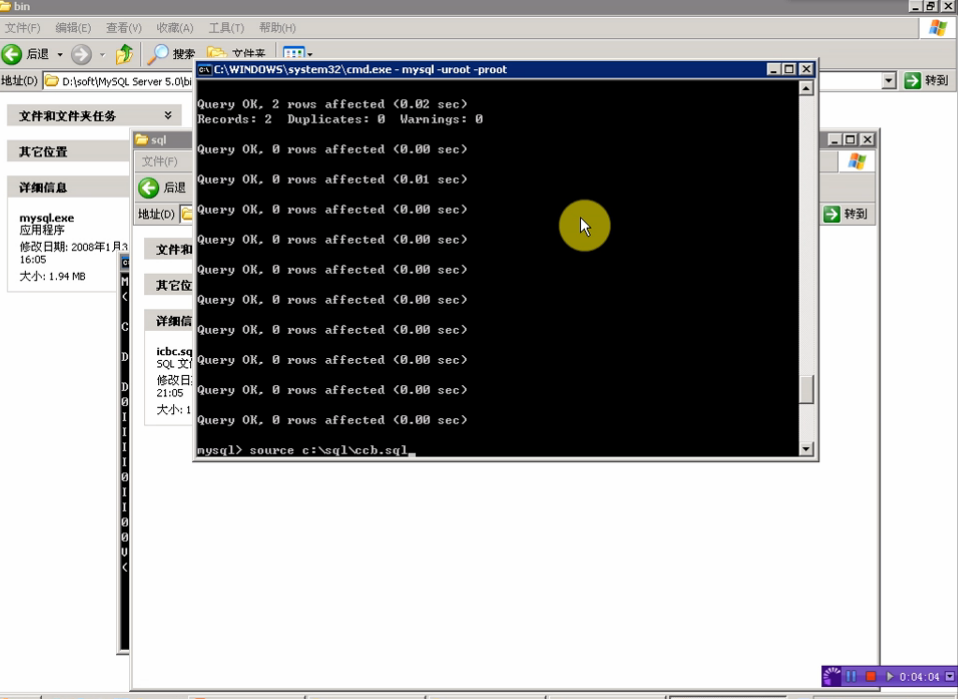 bin
文件(F) 编辑(E) 查看(V) 收藏(A) 工具(T) 帮助(H)
后退 搜索 文件夹
地址(D) D:\soft\MySQL Server 5.0\bi 转到
文件和文件夹任务
其它位置
详细信息
mysql.exe
应用程序
修改日期: 2008年1月3
16:05
大小: 1.94 MB
sql
文件(F)
后退
地址(D) 转到
文件和
其它位
详细信
icbc.sq
SQL 文
修改日
21:05
大小: 1
M
<
C
D
D
0
I
I
I
I
0
I
I
0
0
U
<
C:\WINDOWS\system32\cmd.exe - mysql -uroot -proot
Query OK, 2 rows affected (0.02 sec)
Records: 2 Duplicates: 0 Warnings: 0
Query OK, 0 rows affected (0.00 sec)
Query OK, 0 rows affected (0.01 sec)
Query OK, 0 rows affected (0.00 sec)
Query OK, 0 rows affected (0.00 sec)
Query OK, 0 rows affected (0.00 sec)
Query OK, 0 rows affected (0.00 sec)
Query OK, 0 rows affected (0.00 sec)
Query OK, 0 rows affected (0.00 sec)
Query OK, 0 rows affected (0.00 sec)
Query OK, 0 rows affected (0.00 sec)
mysql> source c:\sql\ccb.sql_
0:04:04